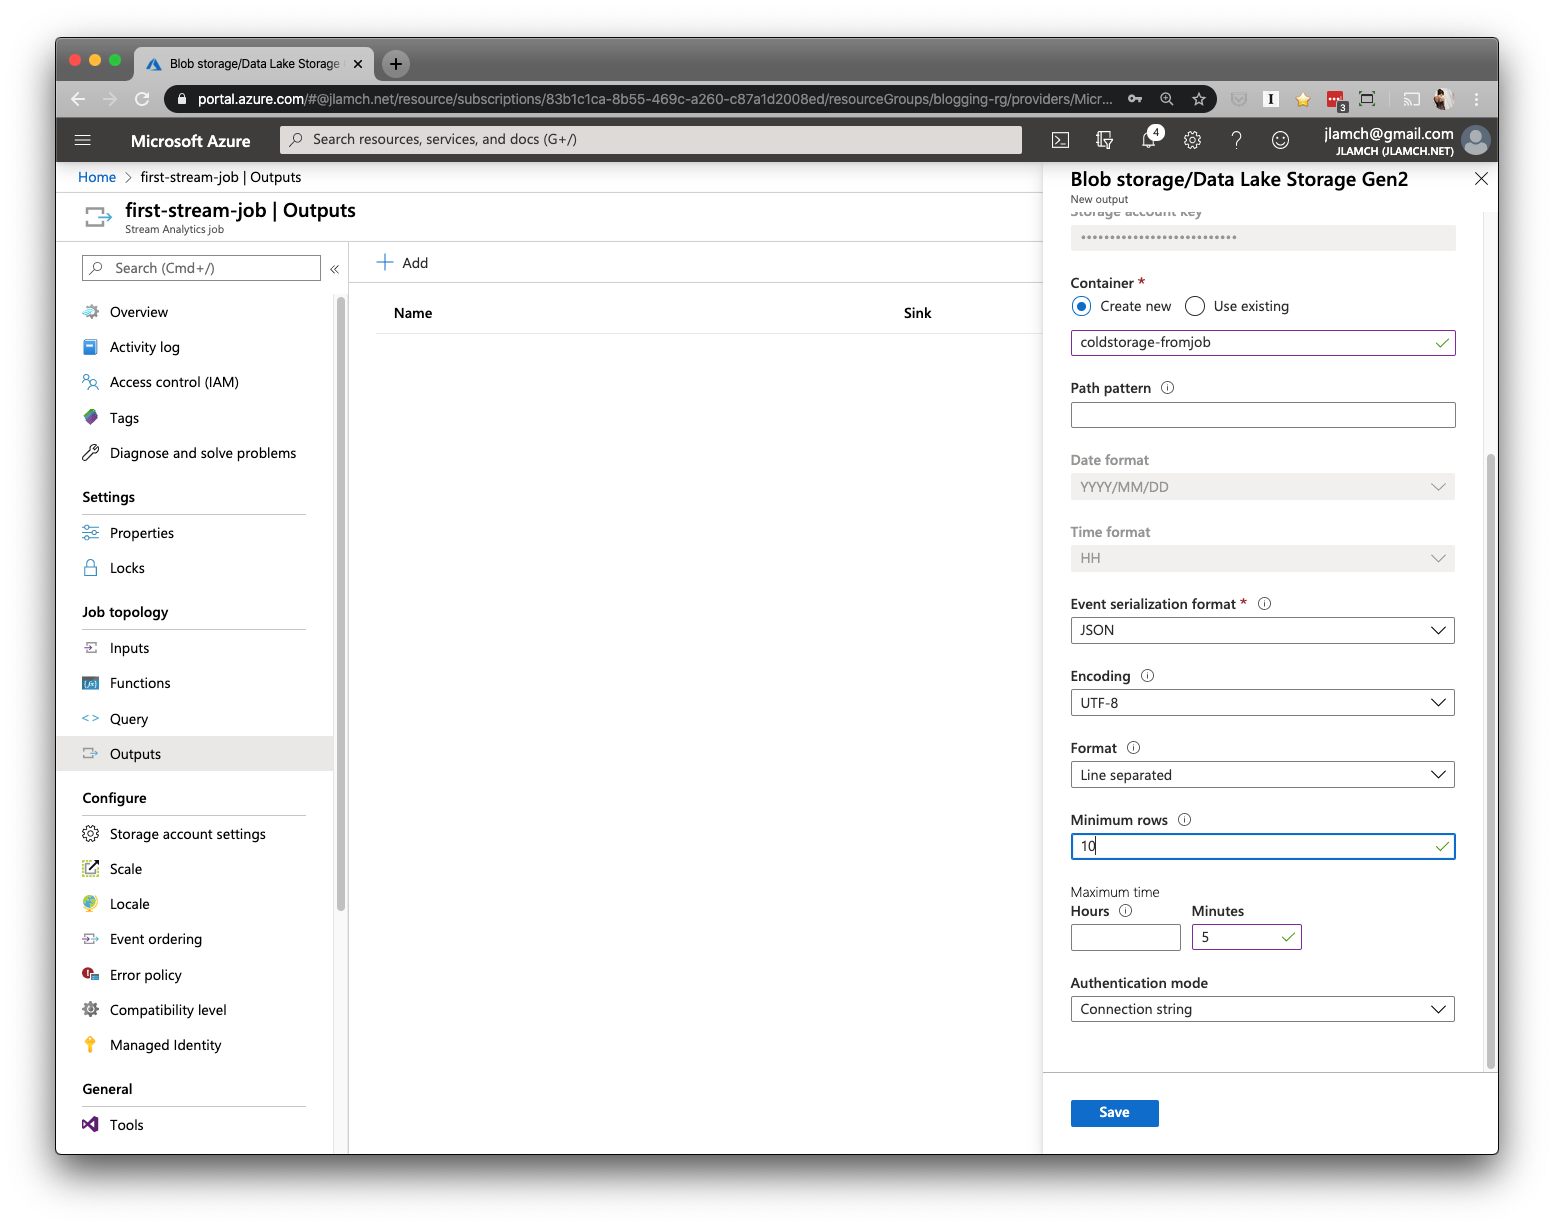 Blob storage/Data Lake Storage
portal.azure.com/#@jlamch.net/resource/subscriptions/83b1c1ca-8b55-469c-a260-c87a1d2008ed/resourceGroups/blogging-rg/providers/Micr...
I
3
Microsoft Azure
Search resources, services, and docs (G+/)
4
jlamch@gmail.com
JLAMCH (JLAMCH.NET)
Home > first-stream-job | Outputs
first-stream-job | Outputs
Stream Analytics job
Search (Cmd+/)
«
Overview
Activity log
Access control (IAM)
Tags
Diagnose and solve problems
Settings
Properties
Locks
Job topology
Inputs
Functions
Query
Outputs
Configure
Storage account settings
Scale
Locale
Event ordering
Error policy
Compatibility level
Managed Identity
General
Tools
Add
Name Sink
Blob storage/Data Lake Storage Gen2
New output
Storage account key
•••••••••••••••••••••••••••
Container *
Create new Use existing
coldstorage-fromjob
Path pattern
Date format
YYYY/MM/DD
Time format
HH
Event serialization format *
JSON
Encoding
UTF-8
Format
Line separated
Minimum rows
10
Maximum time
Hours Minutes
5
Authentication mode
Connection string
Save